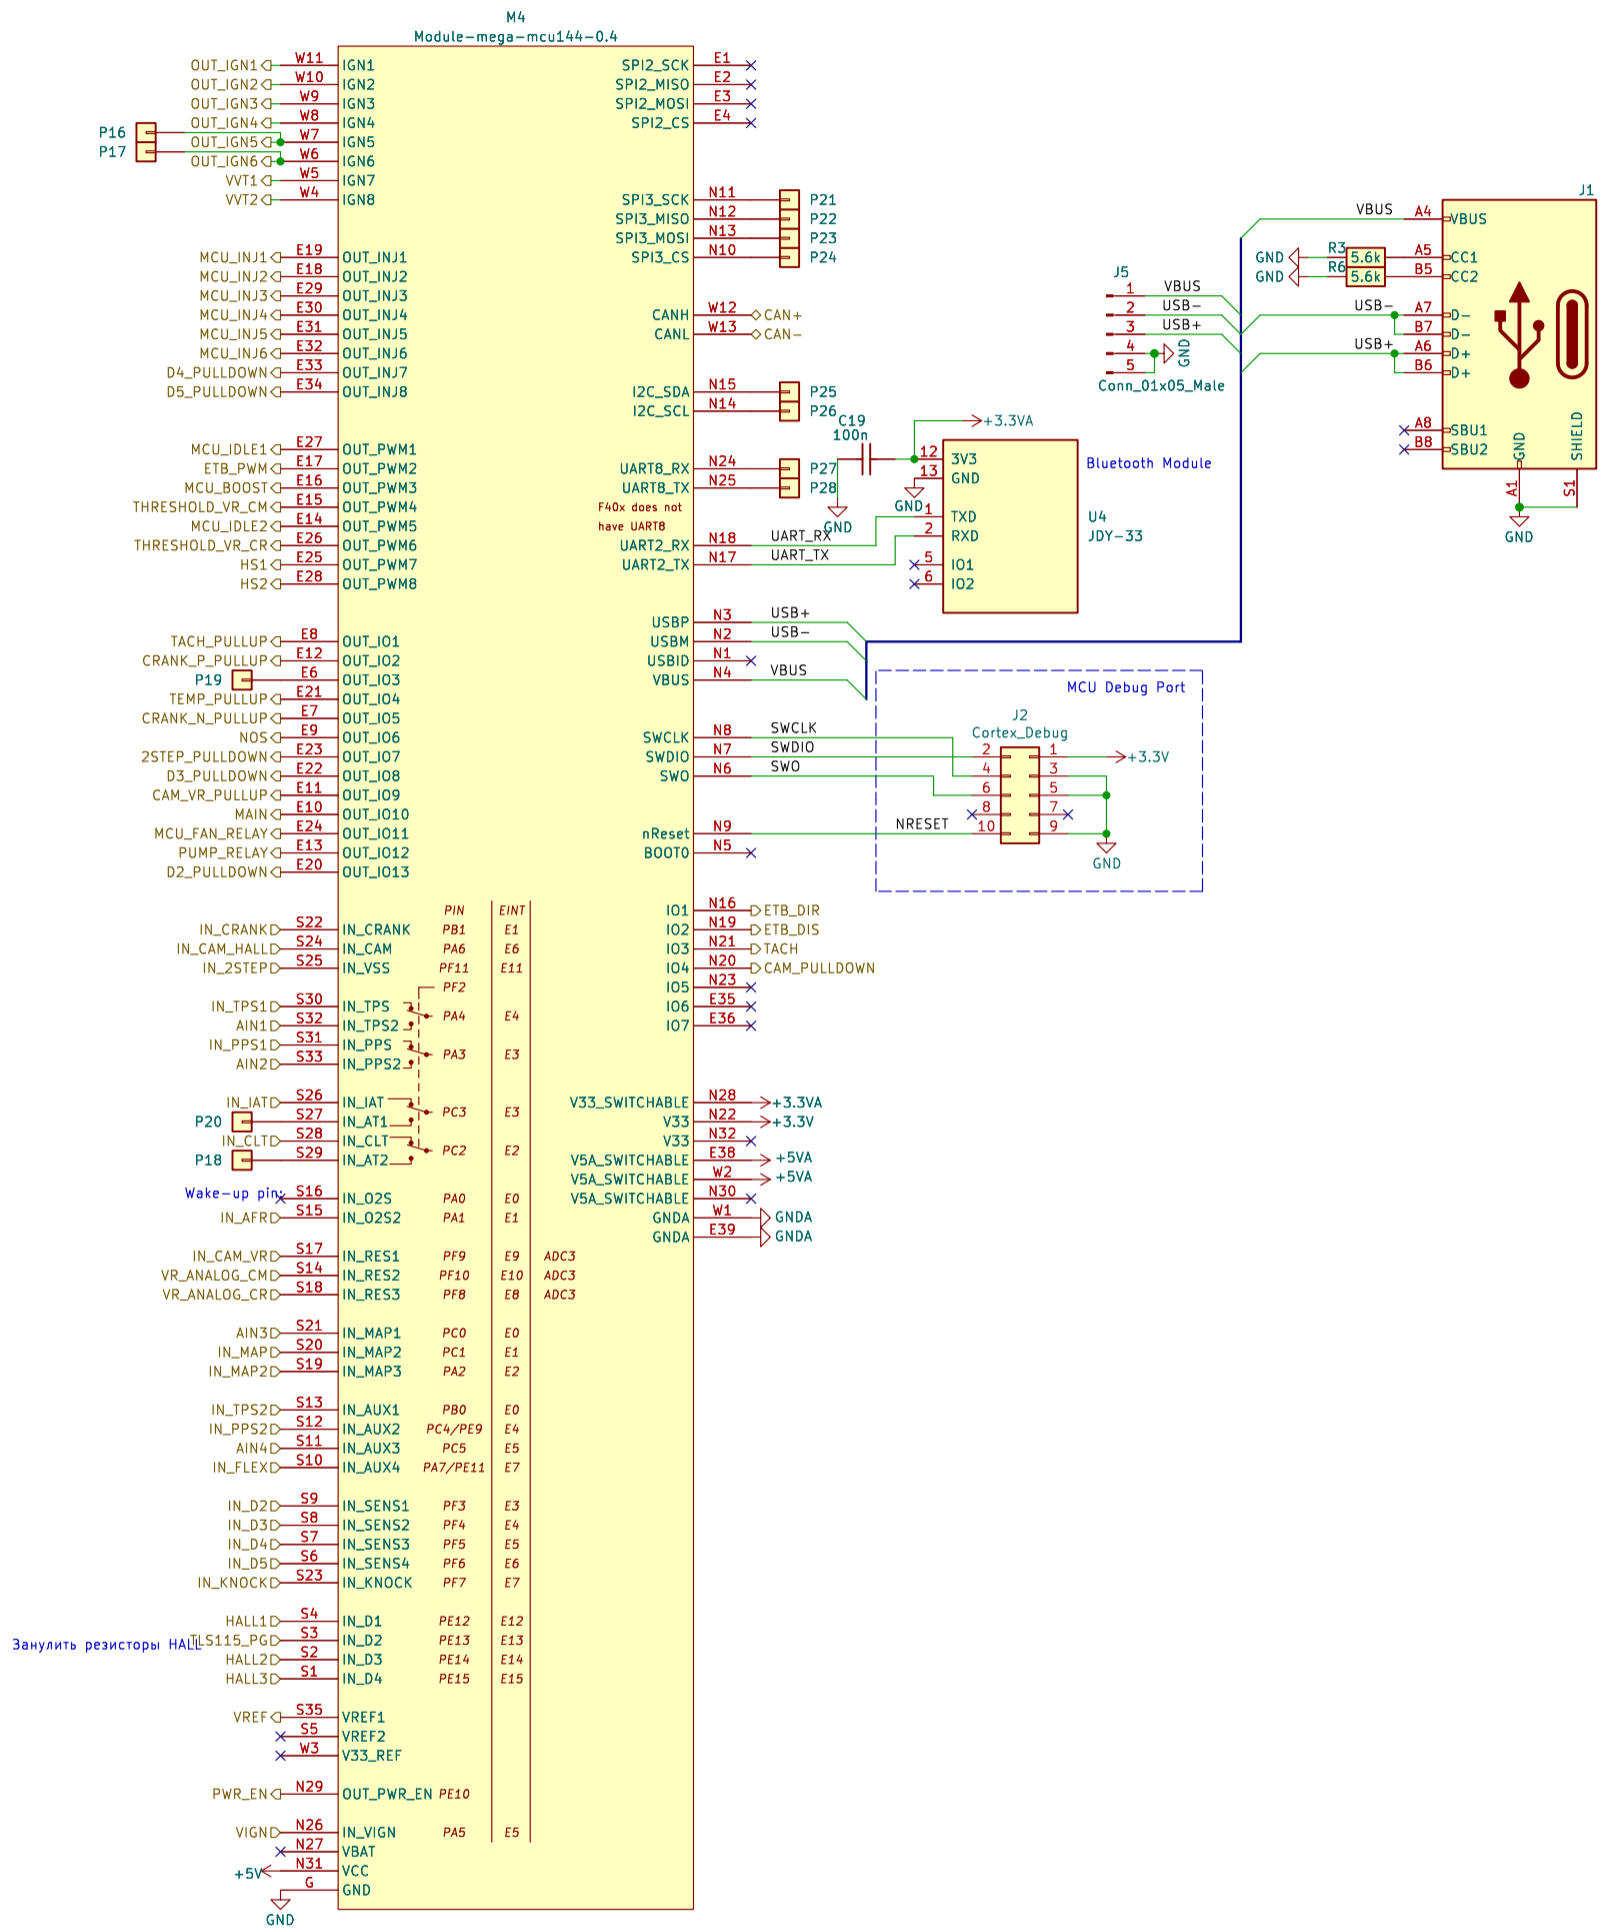 M4
Module-mega-mcu144-0.4
OUT_IGN1 W11 IGN1
OUT_IGN2 W10 IGN2
OUT_IGN3 W9 IGN3
OUT_IGN4 W8 IGN4
P16 OUT_IGN5 W7 IGN5
P17 OUT_IGN6 W6 IGN6
VVT1 W5 IGN7
VVT2 W4 IGN8
MCU_INJ1 E19 OUT_INJ1
MCU_INJ2 E18 OUT_INJ2
MCU_INJ3 E29 OUT_INJ3
MCU_INJ4 E30 OUT_INJ4
MCU_INJ5 E31 OUT_INJ5
MCU_INJ6 E32 OUT_INJ6
D4_PULLDOWN E33 OUT_INJ7
D5_PULLDOWN E34 OUT_INJ8
MCU_IDLE1 E27 OUT_PWM1
ETB_PWM E17 OUT_PWM2
MCU_BOOST E16 OUT_PWM3
THRESHOLD_VR_CM E15 OUT_PWM4
MCU_IDLE2 E14 OUT_PWM5
THRESHOLD_VR_CR E26 OUT_PWM6
HS1 E25 OUT_PWM7
HS2 E28 OUT_PWM8
TACH_PULLUP E8 OUT_IO1
CRANK_P_PULLUP E12 OUT_IO2
P19 E6 OUT_IO3
TEMP_PULLUP E21 OUT_IO4
CRANK_N_PULLUP E7 OUT_IO5
NOS E9 OUT_IO6
2STEP_PULLDOWN E23 OUT_IO7
D3_PULLDOWN E22 OUT_IO8
CAM_VR_PULLUP E11 OUT_IO9
MAIN E10 OUT_IO10
MCU_FAN_RELAY E24 OUT_IO11
PUMP_RELAY E13 OUT_IO12
D2_PULLDOWN E20 OUT_IO13
PIN EINT
IN_CRANK S22 IN_CRANK PB1 E1
IN_CAM_HALL S24 IN_CAM PA6 E6
IN_2STEP S25 IN_VSS PF11 E11
PF2
IN_TPS1 S30 IN_TPS
PA4 E4
AIN1 S32 IN_TPS2
IN_PPS1 S31 IN_PPS
PA3 E3
AIN2 S33 IN_PPS2
IN_IAT S26 IN_IAT
PC3 E3
P20 S27 IN_AT1
IN_CLT S28 IN_CLT
PC2 E2
P18 S29 IN_AT2
Wake-up pin:
S16 IN_O2S PA0 E0
IN_AFR S15 IN_O2S2 PA1 E1
IN_CAM_VR S17 IN_RES1 PF9 E9 ADC3
VR_ANALOG_CM S14 IN_RES2 PF10 E10 ADC3
VR_ANALOG_CR S18 IN_RES3 PF8 E8 ADC3
AIN3 S21 IN_MAP1 PC0 E0
IN_MAP S20 IN_MAP2 PC1 E1
IN_MAP2 S19 IN_MAP3 PA2 E2
IN_TPS2 S13 IN_AUX1 PB0 E0
IN_PPS2 S12 IN_AUX2 PC4/PE9 E4
AIN4 S11 IN_AUX3 PC5 E5
IN_FLEX S10 IN_AUX4 PA7/PE11 E7
IN_D2 S9 IN_SENS1 PF3 E3
IN_D3 S8 IN_SENS2 PF4 E4
IN_D4 S7 IN_SENS3 PF5 E5
IN_D5 S6 IN_SENS4 PF6 E6
IN_KNOCK S23 IN_KNOCK PF7 E7
HALL1 S4 IN_D1 PE12 E12
Занулить резисторы HALL
TLS115_PG S3 IN_D2 PE13 E13
HALL2 S2 IN_D3 PE14 E14
HALL3 S1 IN_D4 PE15 E15
VREF S35 VREF1
S5 VREF2
W3 V33_REF
PWR_EN N29 OUT_PWR_EN PE10
VIGN N26 IN_VIGN PA5 E5
N27 VBAT
+5V N31 VCC
G GND
GND
SPI2_SCK E1
SPI2_MISO E2
SPI2_MOSI E3
SPI2_CS E4
SPI3_SCK N11 P21
SPI3_MISO N12 P22
SPI3_MOSI N13 P23
SPI3_CS N10 P24
CANH W12 CAN+
CANL W13 CAN-
I2C_SDA N15 P25
I2C_SCL N14 P26
UART8_RX N24 P27
UART8_TX N25 P28
F40x does not
have UART8
UART2_RX N18 UART_RX
UART2_TX N17 UART_TX
USBP N3 USB+
USBM N2 USB-
USBID N1
VBUS N4 VBUS
SWCLK N8 SWCLK
SWDIO N7 SWDIO
SWO N6 SWO
nReset N9 NRESET
BOOT0 N5
IO1 N16 ETB_DIR
IO2 N19 ETB_DIS
IO3 N21 TACH
IO4 N20 CAM_PULLDOWN
IO5 N23
IO6 E35
IO7 E36
V33_SWITCHABLE N28 +3.3VA
V33 N22 +3.3V
V33 N32
V5A_SWITCHABLE E38 +5VA
V5A_SWITCHABLE W2 +5VA
V5A_SWITCHABLE N30
GNDA W1 GNDA
GNDA E39 GNDA
C19
100n
GND
+3.3VA
12 3V3
13 GND
GND
1 TXD
2 RXD
5 IO1
6 IO2
Bluetooth Module
U4
JDY-33
MCU Debug Port
J2
Cortex_Debug
2 1 +3.3V
4 3
6 5
8 7
10 9
GND
J5
1 VBUS
2 USB-
3 USB+
4 GND
5
Conn_01x05_Male
J1
VBUS A4 VBUS
GND R3 5.6k A5 CC1
GND R6 5.6k B5 CC2
USB- A7 D-
B7 D-
USB+ A6 D+
B6 D+
A8 SBU1
B8 SBU2
GND SHIELD
A1 S1
GND